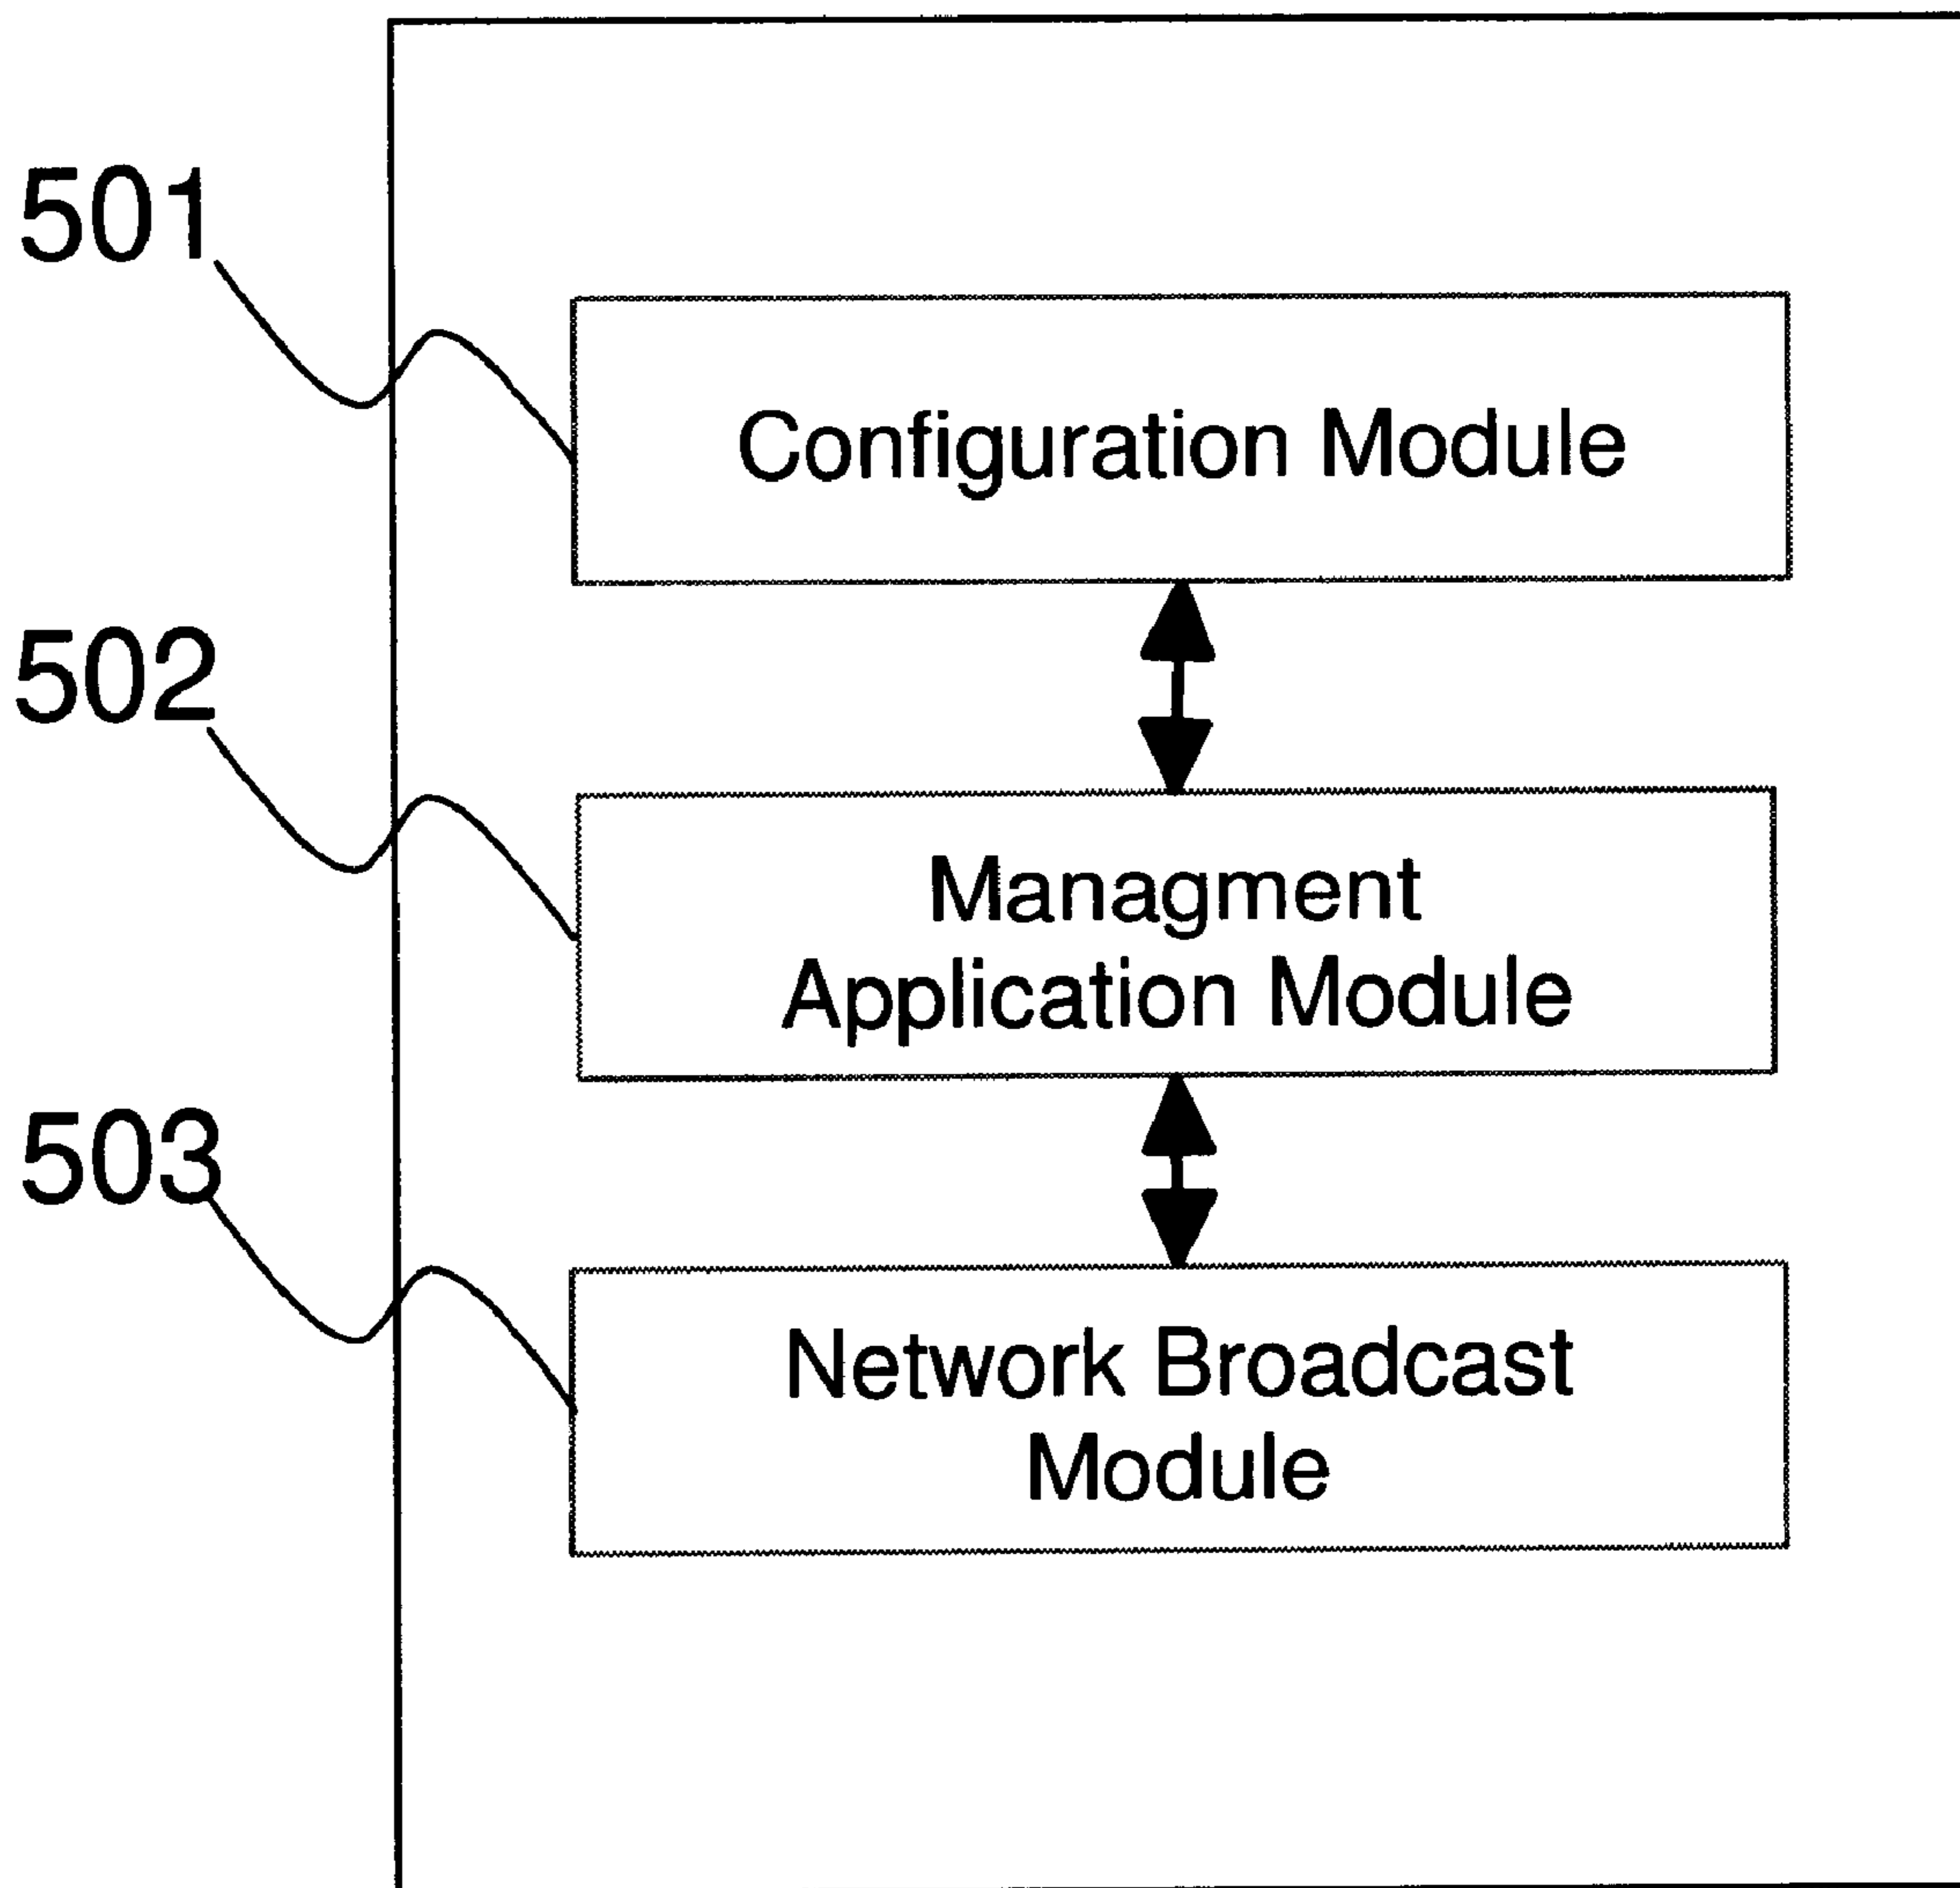 501
Configuration Module
502
Managment
Application Module
503
Network Broadcast
Module